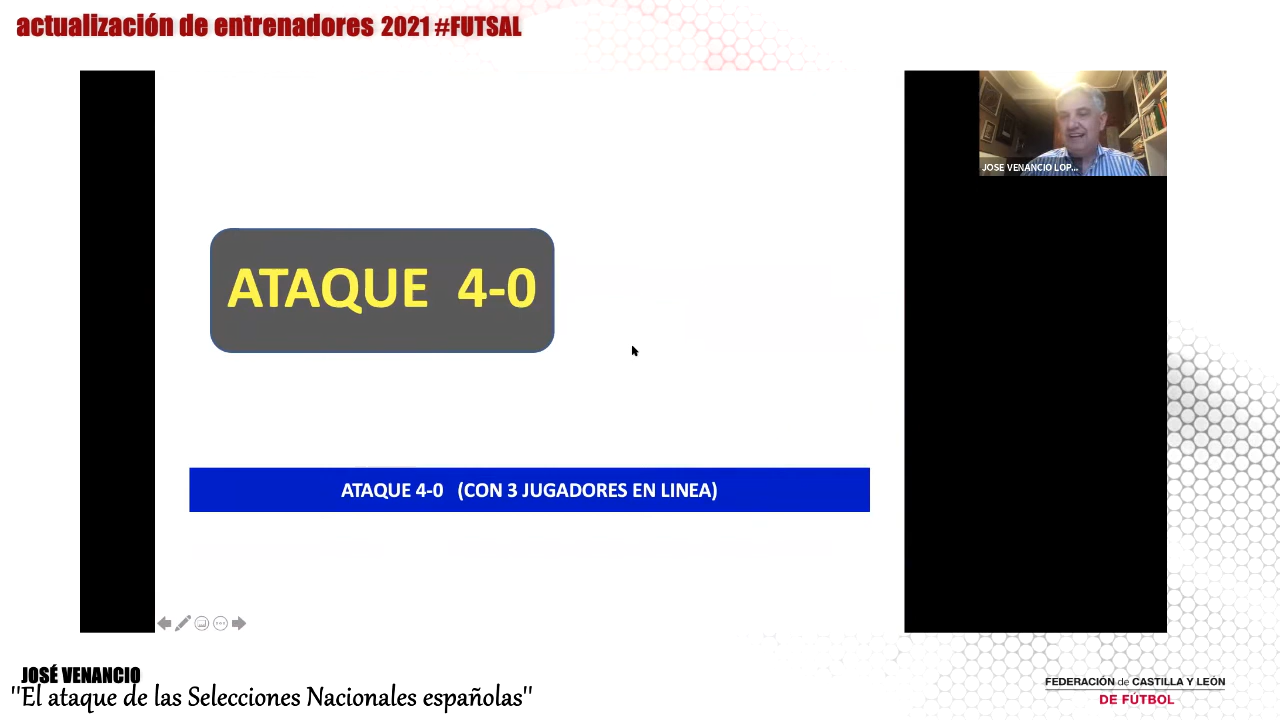 actualización de entrenadores 2021 #FUTSAL
JOSE VENANCIO LOP...
ATAQUE 4-0
ATAQUE 4-0 (CON 3 JUGADORES EN LINEA)
JOSÉ VENANCIO
"El ataque de las Selecciones Nacionales españolas"
FEDERACIÓN de CASTILLA Y LEÓN
DE FÚTBOL